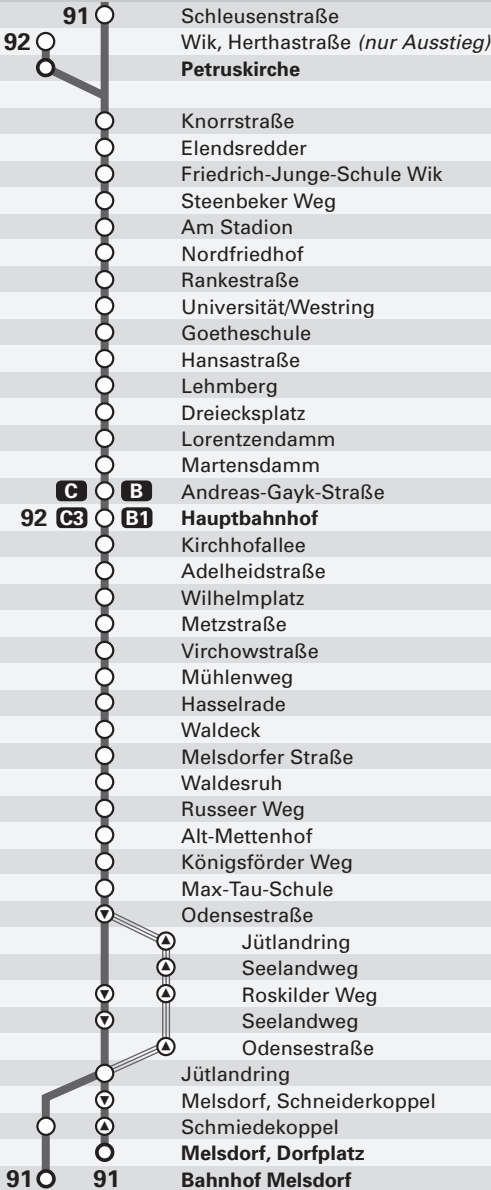 91 Schleusenstraße
92 Wik, Herthastraße (nur Ausstieg)
Petruskirche
Knorrstraße
Elendsredder
Friedrich-Junge-Schule Wik
Steenbeker Weg
Am Stadion
Nordfriedhof
Rankestraße
Universität/Westring
Goetheschule
Hansastraße
Lehmberg
Dreiecksplatz
Lorentzendamm
Martensdamm
C B Andreas-Gayk-Straße
92 C3 B1 Hauptbahnhof
Kirchhofallee
Adelheidstraße
Wilhelmplatz
Metzstraße
Virchowstraße
Mühlenweg
Hasselrade
Waldeck
Melsdorfer Straße
Waldesruh
Russeer Weg
Alt-Mettenhof
Königsförder Weg
Max-Tau-Schule
Odensestraße
Jütlandring
Seelandweg
Roskilder Weg
Seelandweg
Odensestraße
Jütlandring
Melsdorf, Schneiderkoppel
Schmiedekoppel
Melsdorf, Dorfplatz
91 91 Bahnhof Melsdorf